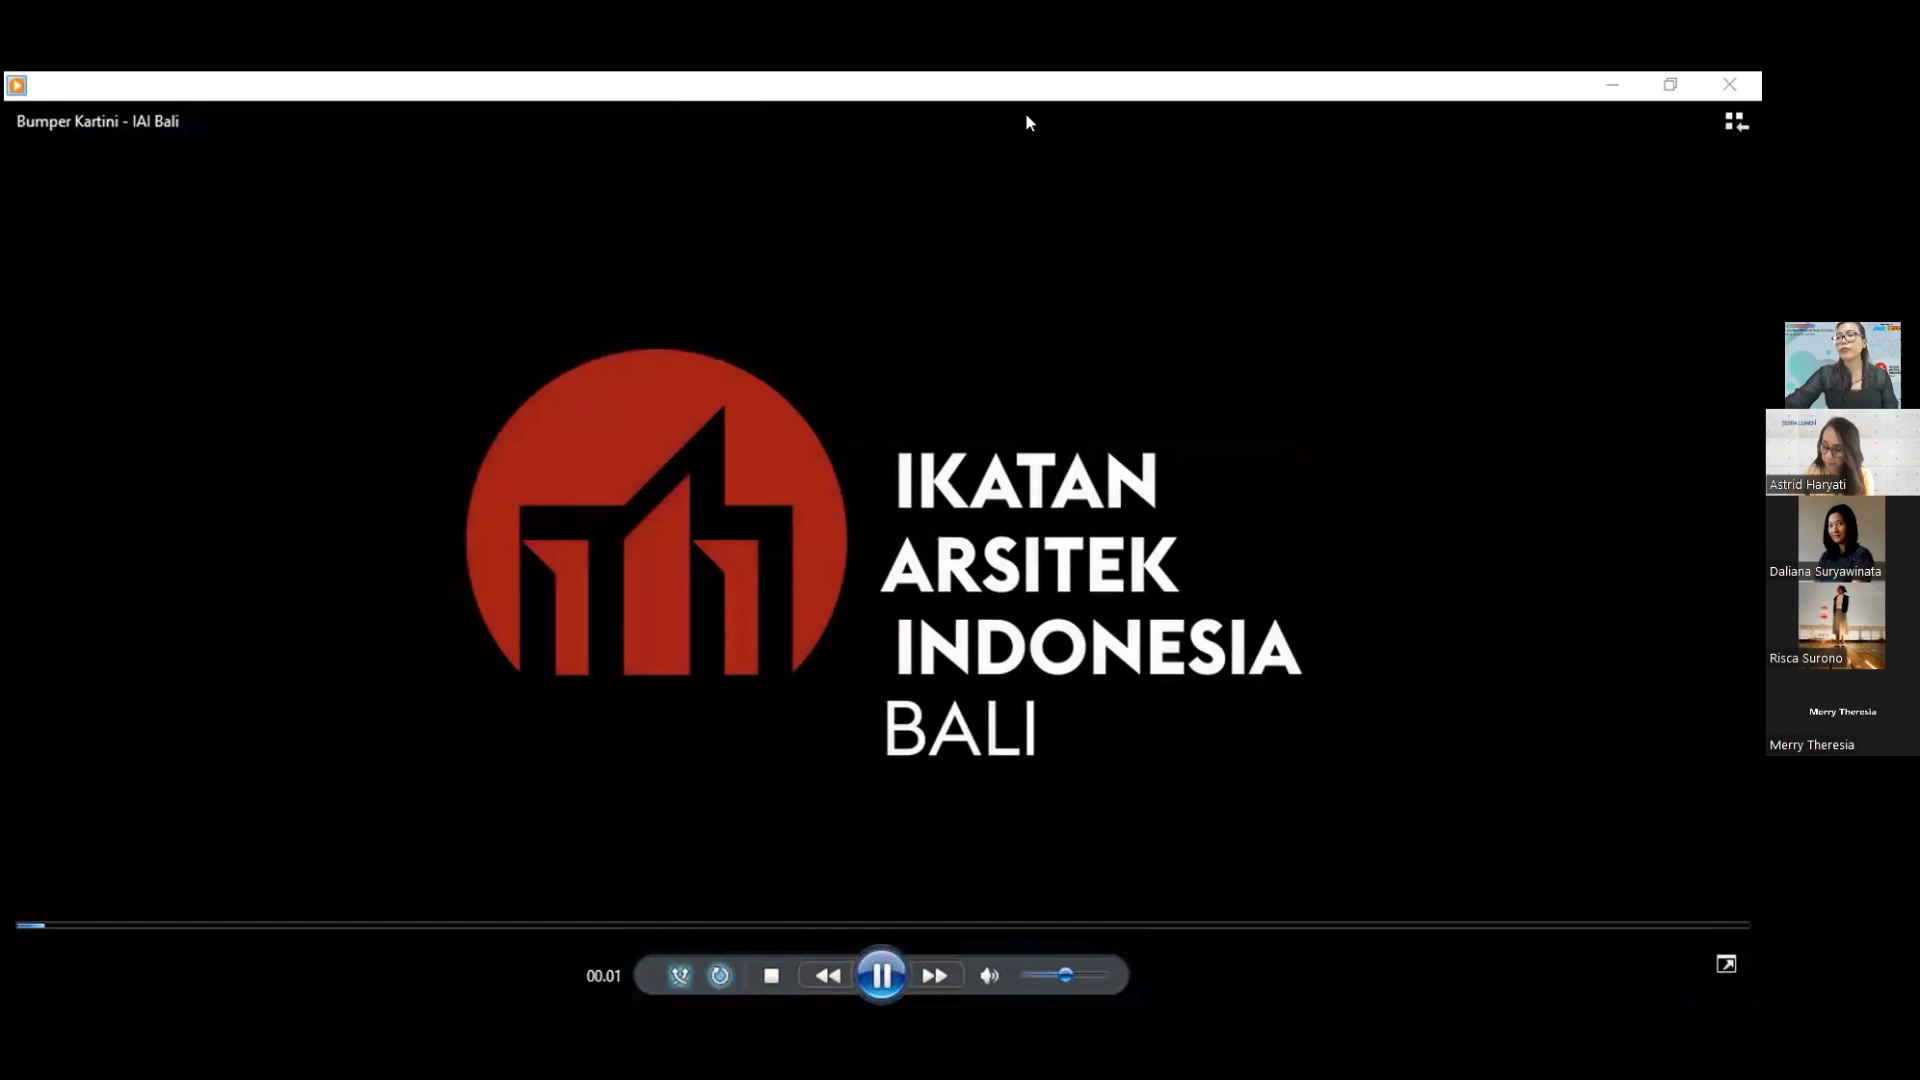 Bumper Kartini - IAI Bali
IKATAN
ARSITEK
INDONESIA
BALI
00.01
Astrid Haryati
Daliana Suryawinata
Risca Surono
Merry Theresia
Merry Theresia